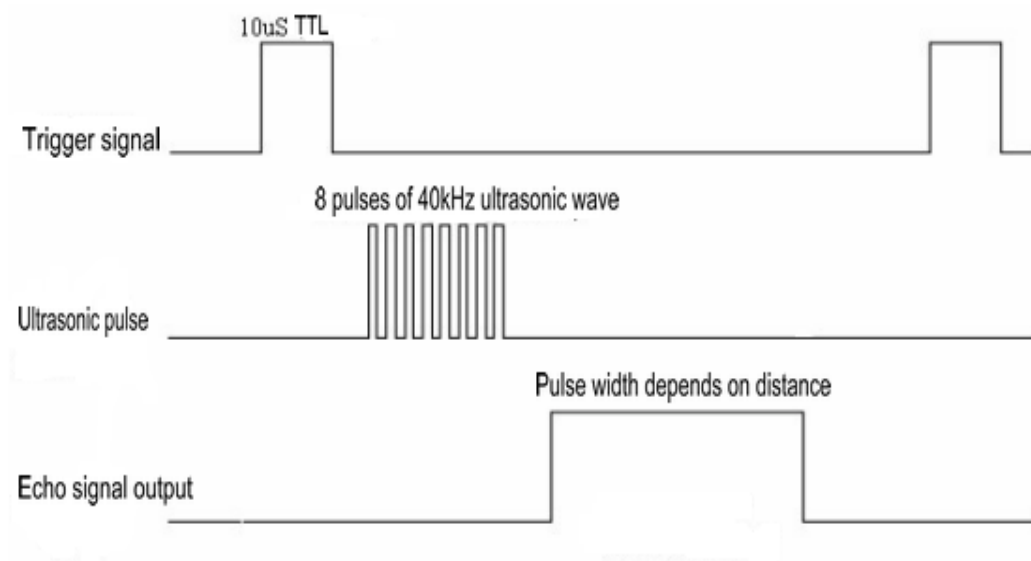 10uS TTL
Trigger signal
8 pulses of 40kHz ultrasonic wave
Ultrasonic pulse
Pulse width depends on distance
Echo signal output